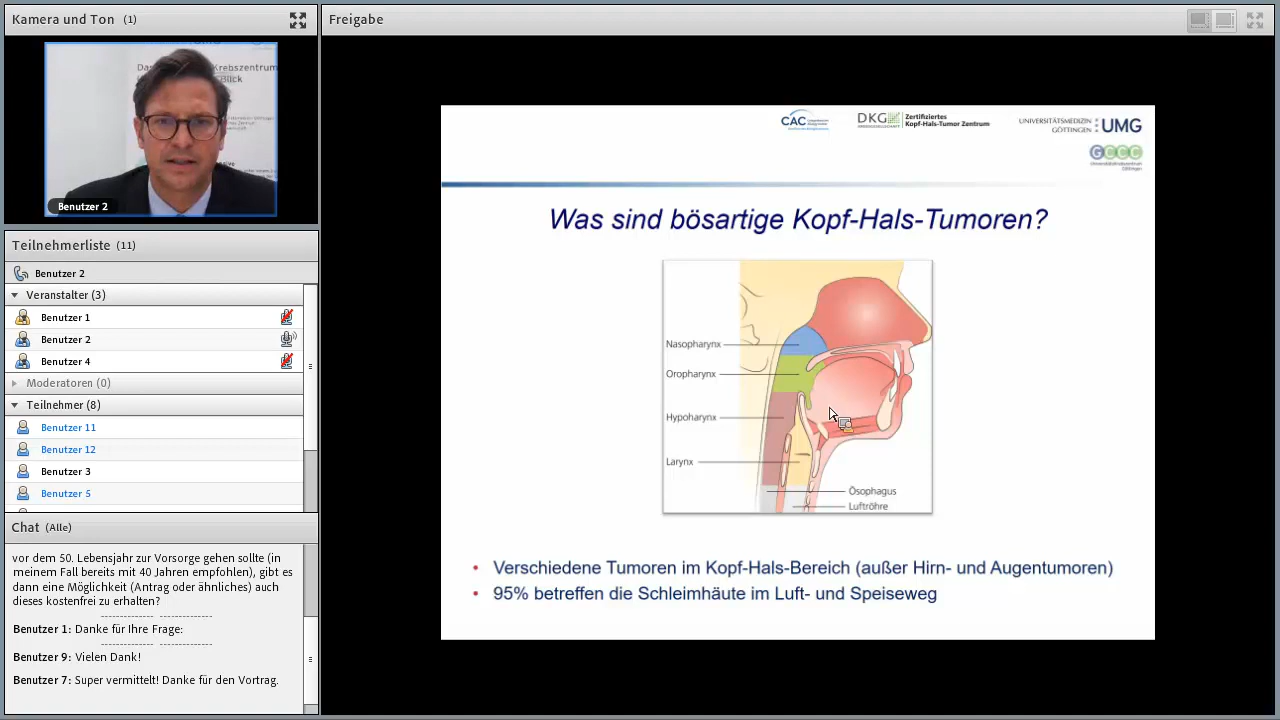 Kamera und Ton (1)
Da Krebszentrum
Blick
Benutzer 2
Teilnehmerliste (11)
Benutzer 2
Veranstalter (3)
Benutzer 1
Benutzer 2
Benutzer 4
Moderatoren (0)
Teilnehmer (8)
Benutzer 11
Benutzer 12
Benutzer 3
Benutzer 5
Chat (Alle)
vor dem 50. Lebensjahr zur Vorsorge gehen sollte (in
meinem Fall bereits mit 40 Jahren empfohlen), gibt es
dann eine Möglichkeit (Antrag oder ähnliches) auch
dieses kostenfrei zu erhalten?
------------- -------------
Benutzer 1: Danke für Ihre Frage:
------------- -------------
Benutzer 9: Vielen Dank!
Benutzer 7: Super vermittelt! Danke für den Vortrag.
Freigabe
CAC
DKG
Zertifiziertes
Kopf-Hals-Tumor Zentrum
UNIVERSITÄTSMEDIZIN
GÖTTINGEN
UMG
GCCC
Was sind bösartige Kopf-Hals-Tumoren?
Nasopharynx
Oropharynx
Hypopharynx
Larynx
Ösophagus
Luftröhre
• Verschiedene Tumoren im Kopf-Hals-Bereich (außer Hirn- und Augentumoren)
• 95% betreffen die Schleimhäute im Luft- und Speiseweg